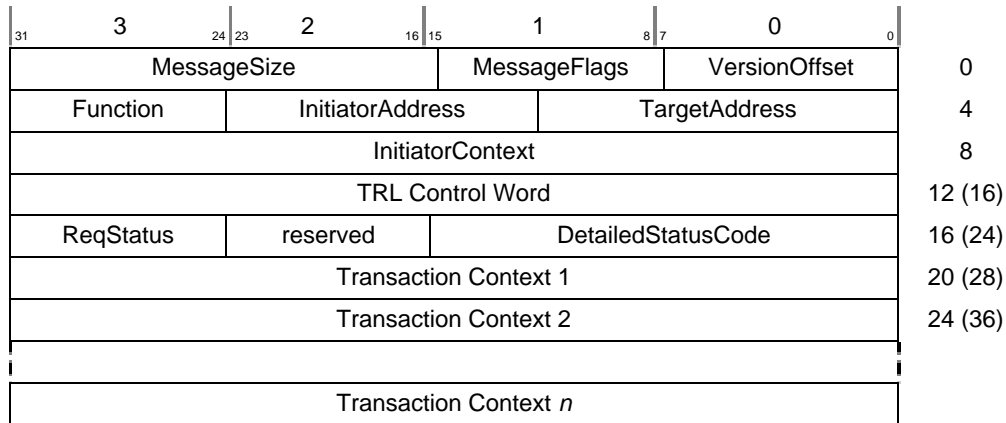 3 2 1 0
31 24 23 16 15 8 7 0
MessageSize MessageFlags VersionOffset 0
Function InitiatorAddress TargetAddress 4
InitiatorContext 8
TRL Control Word 12 (16)
ReqStatus reserved DetailedStatusCode 16 (24)
Transaction Context 1 20 (28)
Transaction Context 2 24 (36)
Transaction Context n